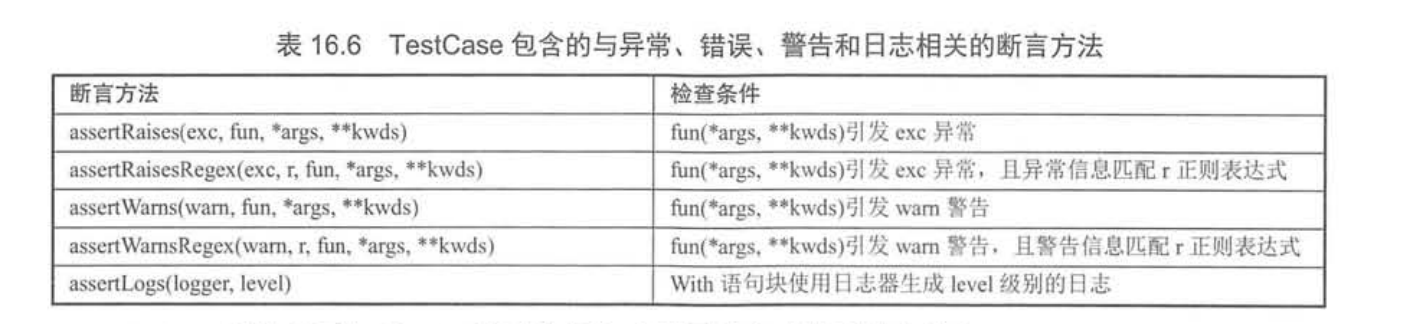 表 16.6 TestCase 包含的与异常、错误、警告和日志相关的断言方法
断言方法 检查条件
assertRaises(exc, fun, *args, **kwds) fun(*args, **kwds)引发 exc 异常
assertRaisesRegex(exc, r, fun, *args, **kwds) fun(*args, **kwds)引发 exc 异常，且异常信息匹配 r 正则表达式
assertWarns(warn, fun, *args, **kwds) fun(*args, **kwds)引发 warn 警告
assertWarnsRegex(warn, r, fun, *args, **kwds) fun(*args, **kwds)引发 warn 警告，且警告信息匹配 r 正则表达式
assertLogs(logger, level) With 语句块使用日志器生成 level 级别的日志